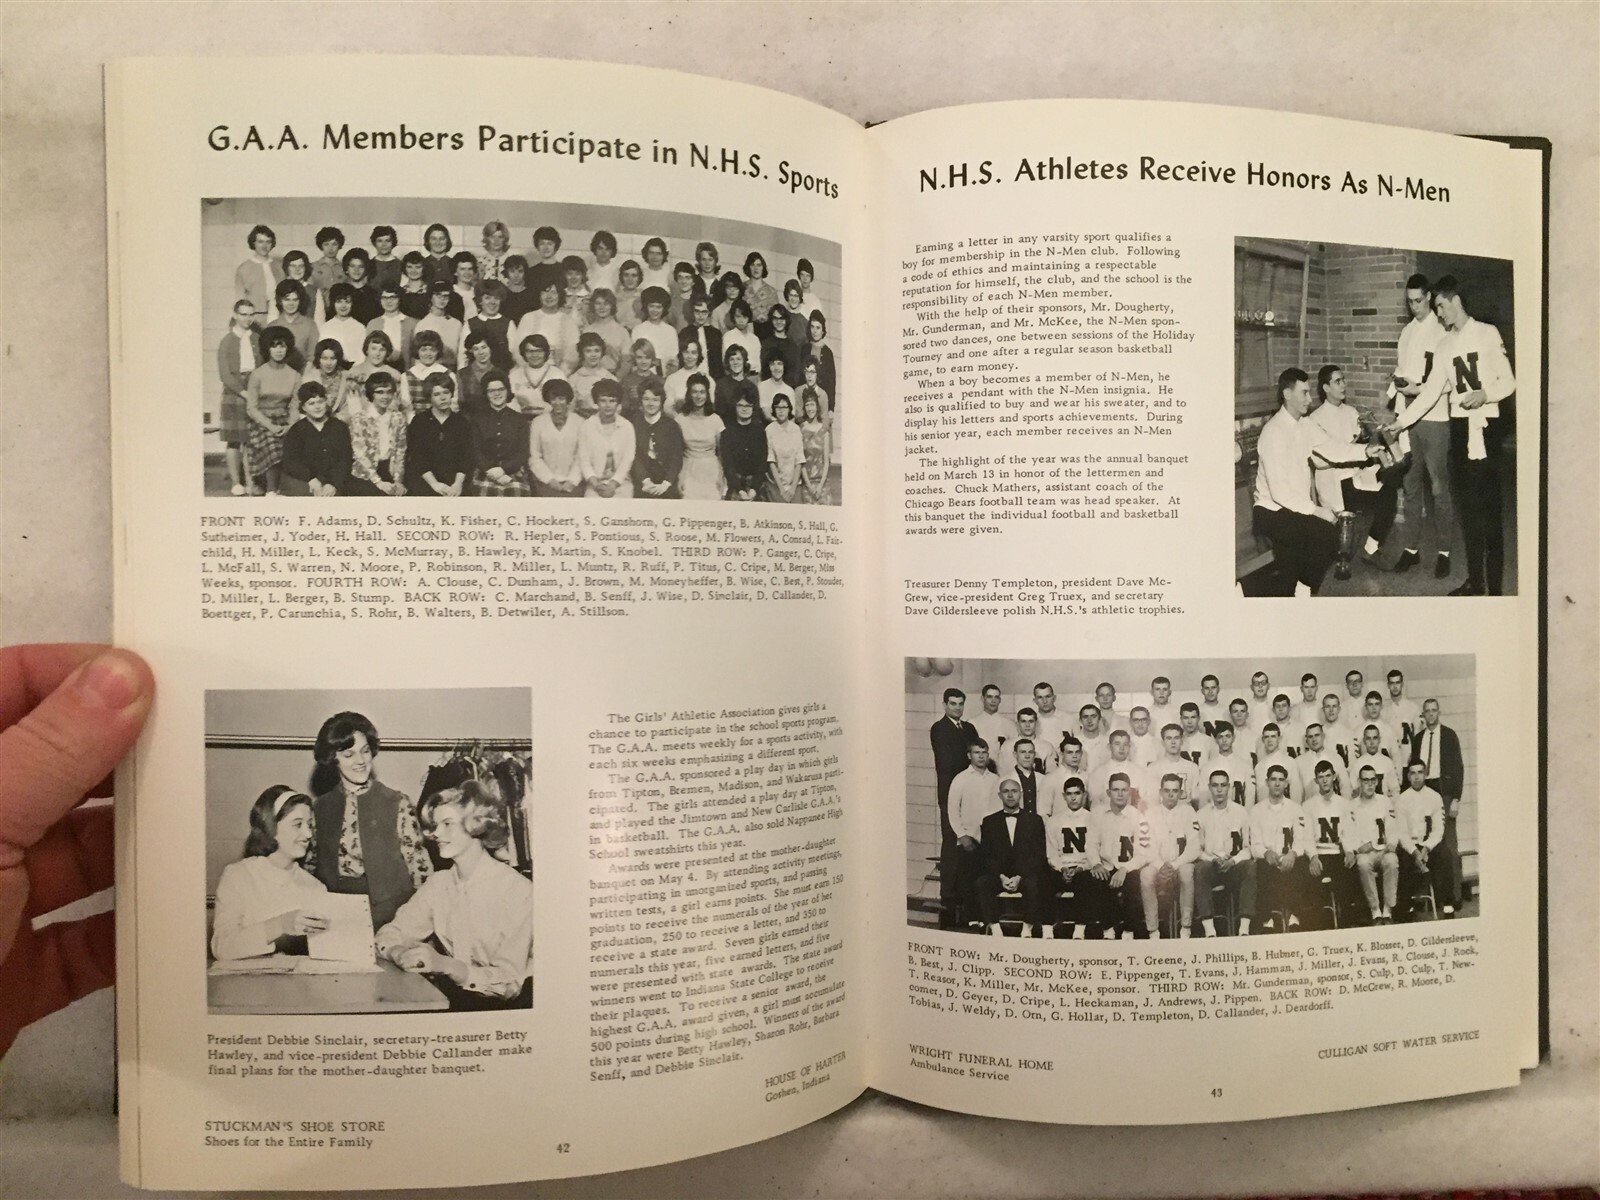 G.A.A. Members Participate in N.H.S. Sports
FRONT ROW: F. Adams, D. Schultz, K. Fisher, C. Hockert, S. Ganshorn, G. Pippenger, B. Atkinson, S. Hall, G.
Sutheimer, J. Yoder, H. Hall. SECOND ROW: R. Hepler, S. Pontious, S. Roose, M. Flowers, A. Conrad, L. Fair-
child, H. Miller, L. Keck, S. McMurray, B. Hawley, K. Martin, S. Knobel. THIRD ROW: P. Ganger, C. Cripe,
L. McFall, S. Warren, N. Moore, P. Robinson, R. Miller, L. Muntz, R. Ruff, P. Titus, C. Cripe, M. Berger, Miss
Weeks, sponsor. FOURTH ROW: A. Clouse, C. Dunham, J. Brown, M. Moneyheffer, B. Wise, C. Best, P. Stouder,
D. Miller, L. Berger, B. Stump. BACK ROW: C. Marchand, B. Senff, J. Wise, D. Sinclair, D. Callander, D.
Boettger, P. Carunchia, S. Rohr, B. Walters, B. Detwiler, A. Stillson.
The Girls' Athletic Association gives girls a
chance to participate in the school sports program.
The G.A.A. meets weekly for a sports activity, with
each six weeks emphasizing a different sport.
The G.A.A. sponsored a play day in which girls
from Tipton, Bremen, Madison, and Wakarusa parti-
cipated. The girls attended a play day at Tipton,
and played the Jimtown and New Carlisle G.A.A.'s
in basketball. The G.A.A. also sold Nappanee High
School sweatshirts this year.
Awards were presented at the mother-daughter
banquet on May 4. By attending activity meetings,
participating in unorganized sports, and passing
written tests, a girl earns points. She must earn 150
points to receive the numerals of the year of her
graduation, 250 to receive a letter, and 350 to
receive a state award. Seven girls earned their
numerals this year, five earned letters, and five
were presented with state awards. The state award
winners went to Indiana State College to receive
their plaques. To receive a senior award, the
highest G.A.A. award given, a girl must accumulate
500 points during high school. Winners of the award
this year were Betty Hawley, Sharon Rohr, Barbara
Senff, and Debbie Sinclair.
President Debbie Sinclair, secretary-treasurer Betty
Hawley, and vice-president Debbie Callander make
final plans for the mother-daughter banquet.
HOUSE OF HARTER
Goshen, Indiana
STUCKMAN'S SHOE STORE
Shoes for the Entire Family
42
N.H.S. Athletes Receive Honors As N-Men
Earning a letter in any varsity sport qualifies a
boy for membership in the N-Men club. Following
a code of ethics and maintaining a respectable
reputation for himself, the club, and the school is the
responsibility of each N-Men member.
With the help of their sponsors, Mr. Dougherty,
Mr. Gunderman, and Mr. McKee, the N-Men spon-
sored two dances, one between sessions of the Holiday
Tourney and one after a regular season basketball
game, to earn money.
When a boy becomes a member of N-Men, he
receives a pendant with the N-Men insignia. He
also is qualified to buy and wear his sweater, and to
display his letters and sports achievements. During
his senior year, each member receives an N-Men
jacket.
The highlight of the year was the annual banquet
held on March 13 in honor of the lettermen and
coaches. Chuck Mathers, assistant coach of the
Chicago Bears football team was head speaker. At
this banquet the individual football and basketball
awards were given.
Treasurer Denny Templeton, president Dave Mc-
Grew, vice-president Greg Truex, and secretary
Dave Gildersleeve polish N.H.S.'s athletic trophies.
FRONT ROW: Mr. Dougherty, sponsor, T. Greene, J. Phillips, B. Hubner, G. Truex, K. Blosser, D. Gildersleeve,
B. Best, J. Clipp. SECOND ROW: E. Pippenger, T. Evans, J. Hamman, J. Miller, J. Evans, R. Clouse, J. Rock,
T. Reasor, K. Miller, Mr. McKee, sponsor. THIRD ROW: Mr. Gunderman, sponsor, S. Culp, D. Culp, T. New-
comer, D. Geyer, D. Cripe, L. Heckaman, J. Andrews, J. Pippen. BACK ROW: D. McGrew, R. Moore, D.
Tobias, J. Weldy, D. Orn, G. Hollar, D. Templeton, D. Callander, J. Deardorff.
WRIGHT FUNERAL HOME
Ambulance Service
CULLIGAN SOFT WATER SERVICE
43